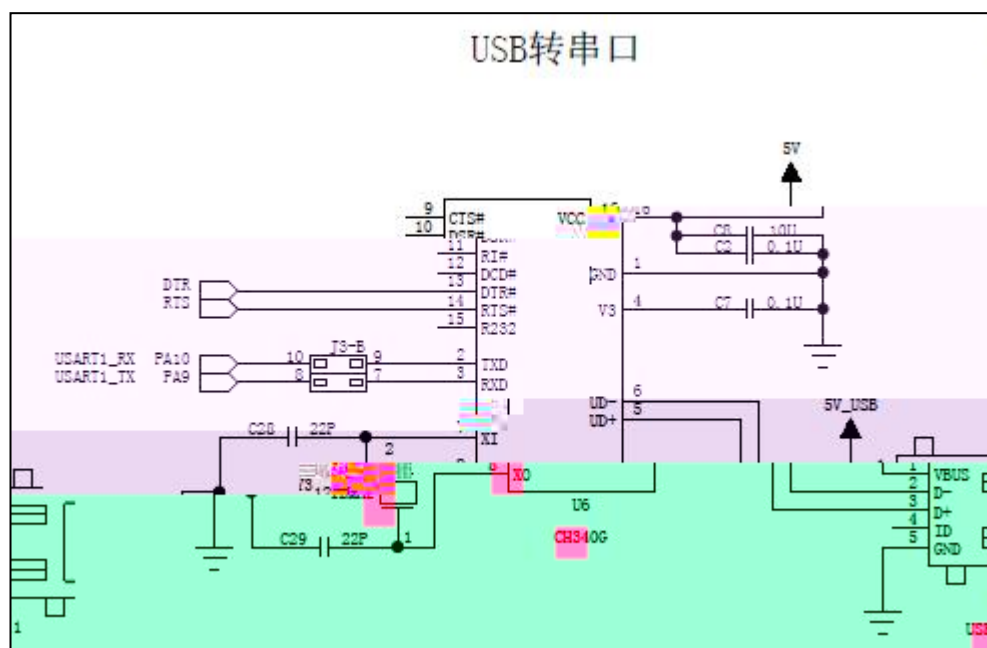 USB转串口
5V
9 CTS# VCC
10
C8 10U
11 C2 0.1U
12 RI#
13 DCD# GND 1
DTR DTR#
RTS 14 RTS# V3 4 C7 0.1U
15 R232
J3-B
USART1_RX PA10 10 9 2 TXD
USART1_TX PA9 8 7 3 RXD
UD- 6
UD+ 5
5V_USB
C28 22P XI
2
XO
1 VBUS
2 D-
3 D+
4 ID
5 GND
U6
C29 22P 1 CH340G
1